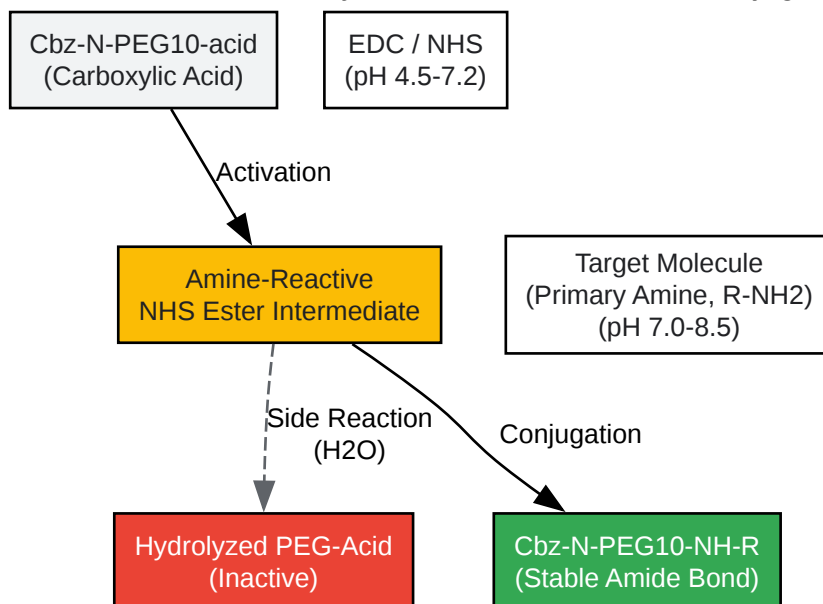 Cbz-N-PEG10-acid
(Carboxylic Acid)
EDC / NHS
(pH 4.5-7.2)
Activation
Amine-Reactive
NHS Ester Intermediate
Target Molecule
(Primary Amine, R-NH2)
(pH 7.0-8.5)
Side Reaction
(H2O)
Conjugation
Hydrolyzed PEG-Acid
(Inactive)
Cbz-N-PEG10-NH-R
(Stable Amide Bond)